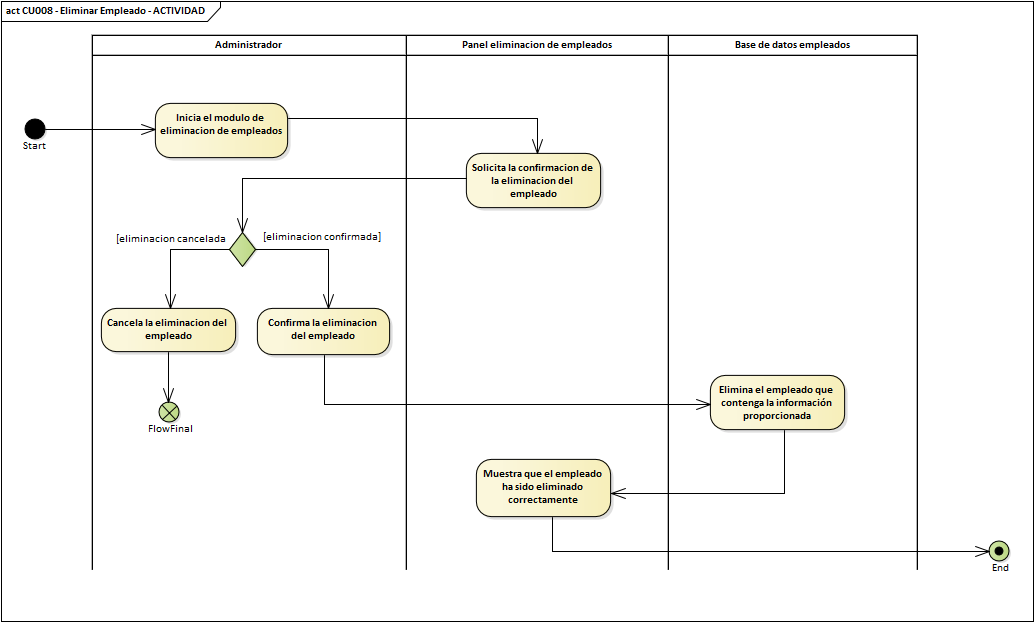 act CU008 - Eliminar Empleado - ACTIVIDAD
Administrador
Panel eliminacion de empleados
Base de datos empleados
Start
Inicia el modulo de
eliminacion de empleados
Solicita la confirmacion de
la eliminacion del
empleado
[eliminacion cancelada
[eliminacion confirmada]
Cancela la eliminacion del
empleado
Confirma la eliminacion
del empleado
FlowFinal
Elimina el empleado que
contenga la información
proporcionada
Muestra que el empleado
ha sido eliminado
correctamente
End